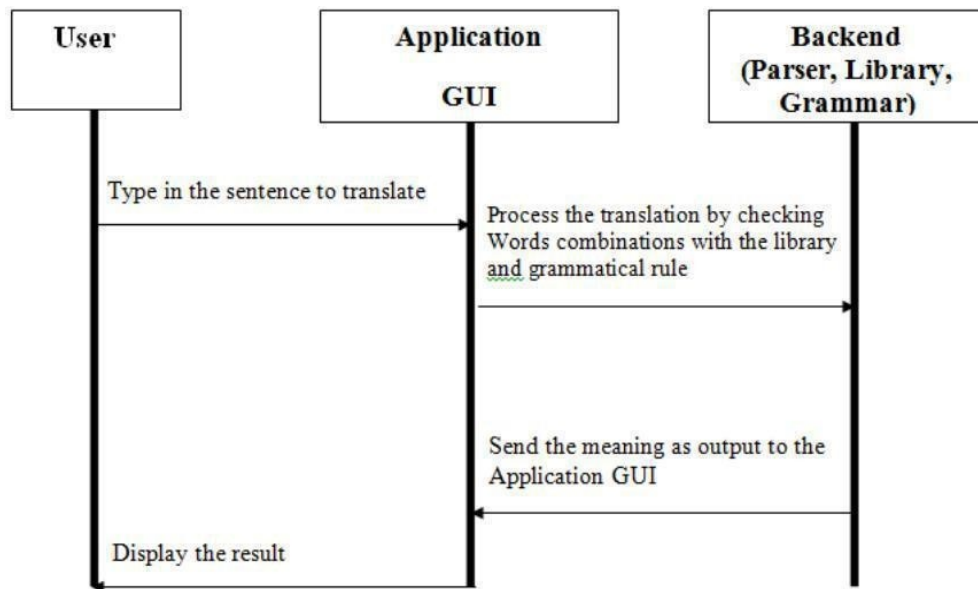 User
Application
GUI
Backend
(Parser, Library,
Grammar)
Type in the sentence to translate
Process the translation by checking
Words combinations with the library
and grammatical rule
Send the meaning as output to the
Application GUI
Display the result